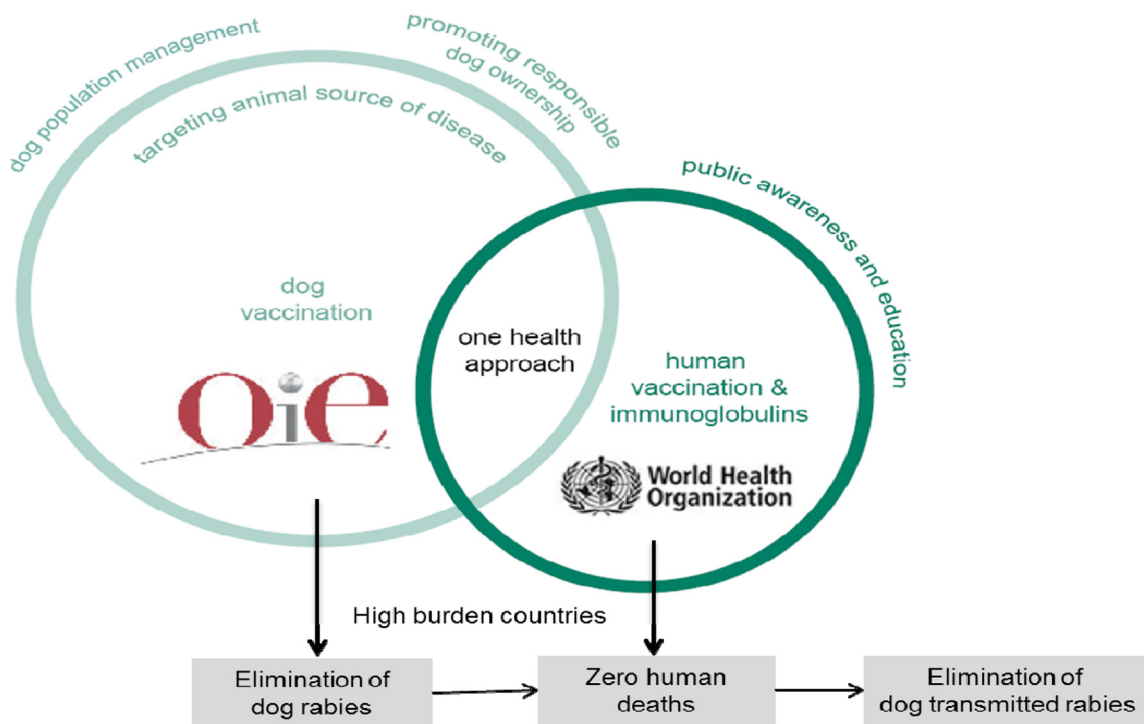 dog population management
promoting responsible
dog ownership
targeting animal source of disease
public awareness and education
dog
vaccination
oie
one health
approach
human
vaccination &
immunoglobulins
World Health
Organization
High burden countries
Elimination of
dog rabies
Zero human
deaths
Elimination of
dog transmitted rabies